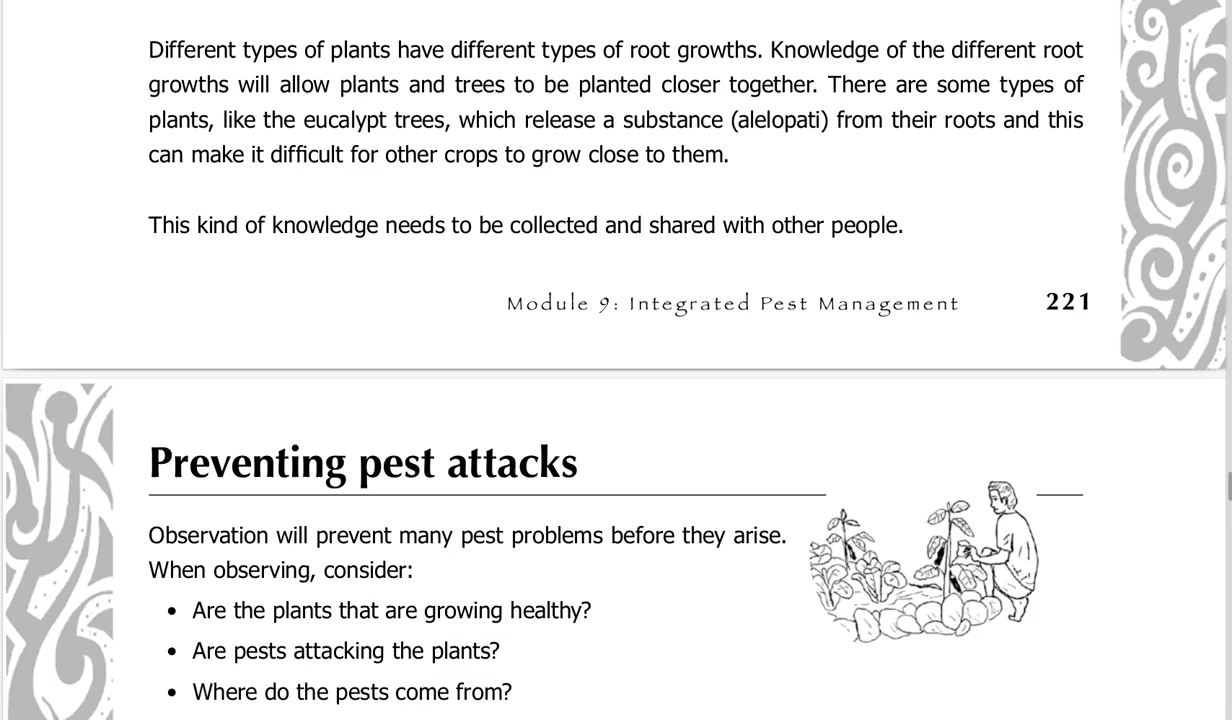 Different types of plants have different types of root growths. Knowledge of the different root
growths will allow plants and trees to be planted closer together. There are some types of
plants, like the eucalypt trees, which release a substance (alelopati) from their roots and this
can make it difficult for other crops to grow close to them.
This kind of knowledge needs to be collected and shared with other people.
Module 9: Integrated Pest Management 221
Preventing pest attacks
Observation will prevent many pest problems before they arise.
When observing, consider:
• Are the plants that are growing healthy?
• Are pests attacking the plants?
• Where do the pests come from?